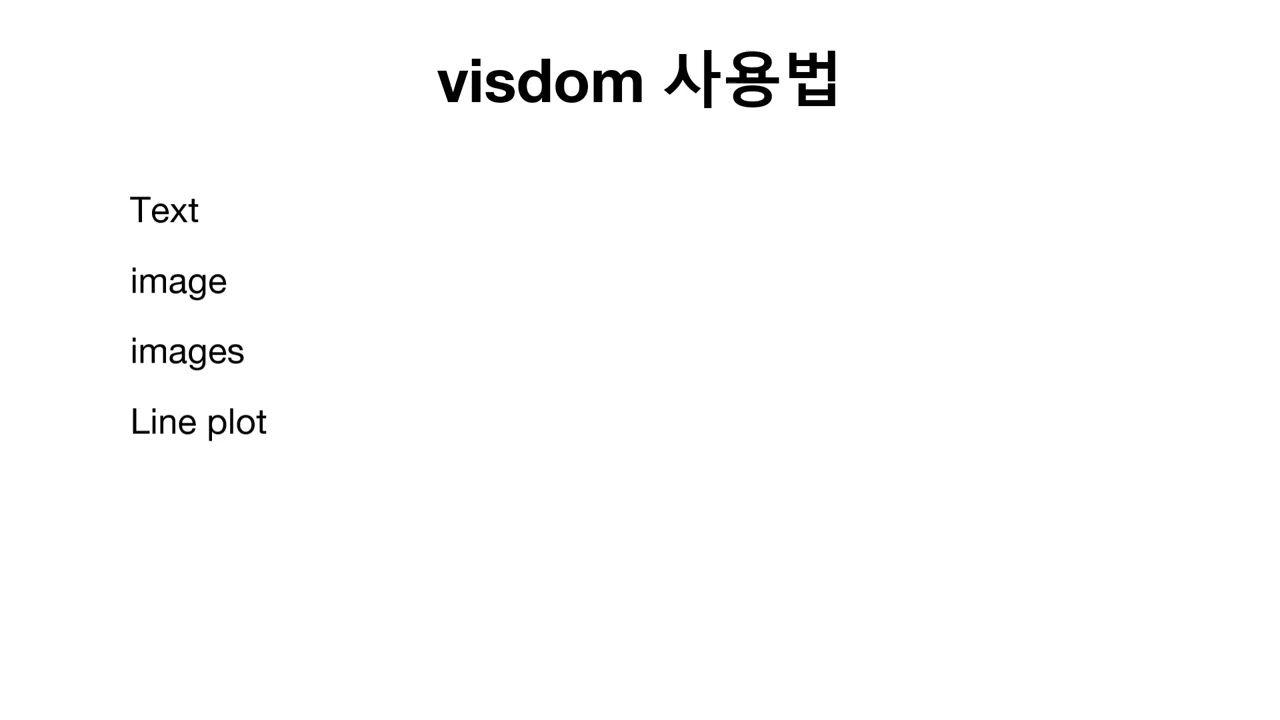 visdom 사용법
Text
image
images
Line plot